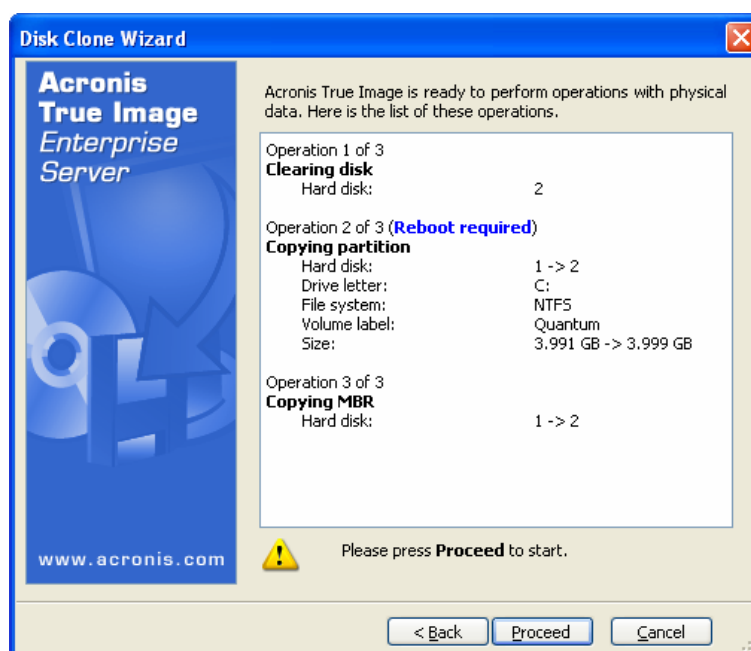 Disk Clone Wizard
Acronis
True Image
Enterprise
Server
www.acronis.com
Acronis True Image is ready to perform operations with physical
data. Here is the list of these operations.
Operation 1 of 3
Clearing disk
Hard disk: 2
Operation 2 of 3 (Reboot required)
Copying partition
Hard disk: 1 -> 2
Drive letter: C:
File system: NTFS
Volume label: Quantum
Size: 3.991 GB -> 3.999 GB
Operation 3 of 3
Copying MBR
Hard disk: 1 -> 2
Please press Proceed to start.
< Back Proceed Cancel